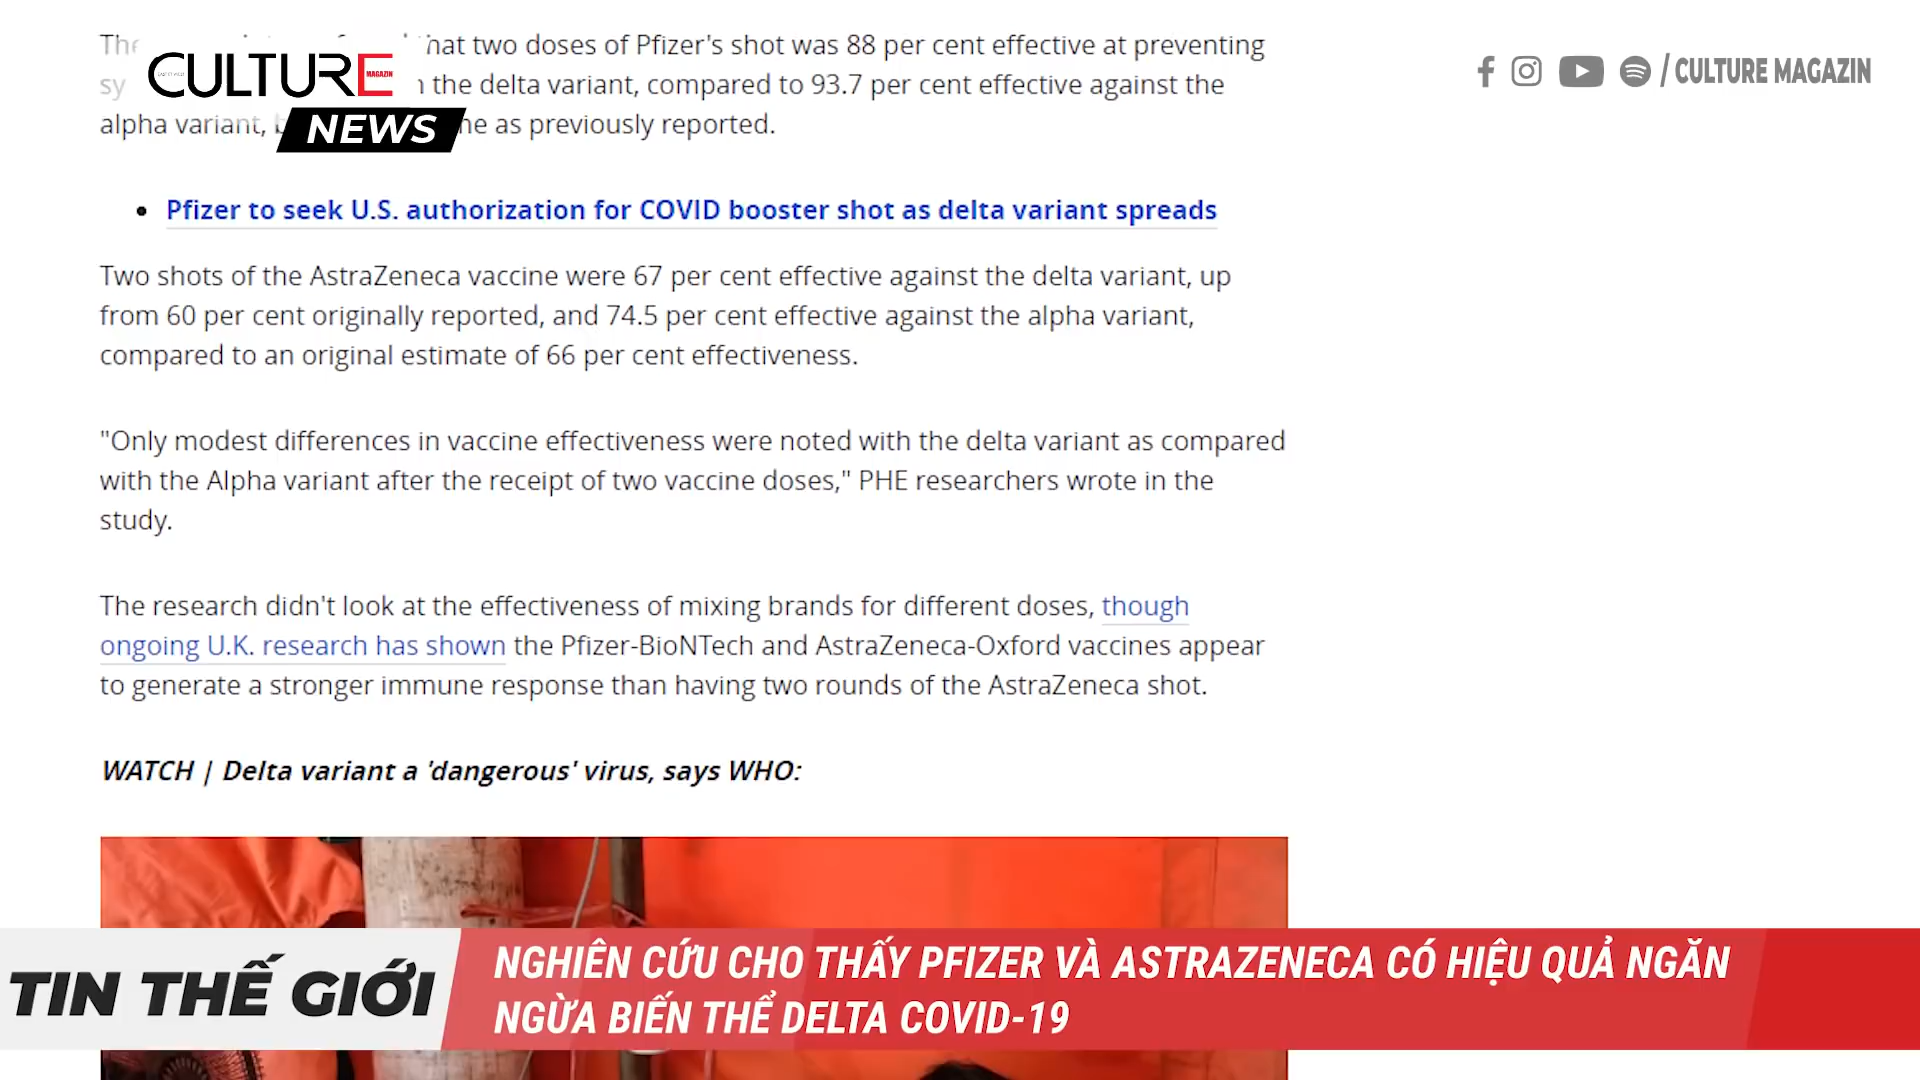 The
hat two doses of Pfizer's shot was 88 per cent effective at preventing
sy
the delta variant, compared to 93.7 per cent effective against the
alpha variant,
as previously reported.
CULTURE
MAGAZIN
NEWS
/ CULTURE MAGAZIN
• Pfizer to seek U.S. authorization for COVID booster shot as delta variant spreads
Two shots of the AstraZeneca vaccine were 67 per cent effective against the delta variant, up
from 60 per cent originally reported, and 74.5 per cent effective against the alpha variant,
compared to an original estimate of 66 per cent effectiveness.
"Only modest differences in vaccine effectiveness were noted with the delta variant as compared
with the Alpha variant after the receipt of two vaccine doses," PHE researchers wrote in the
study.
The research didn't look at the effectiveness of mixing brands for different doses, though
ongoing U.K. research has shown the Pfizer-BioNTech and AstraZeneca-Oxford vaccines appear
to generate a stronger immune response than having two rounds of the AstraZeneca shot.
WATCH | Delta variant a 'dangerous' virus, says WHO:
TIN THẾ GIỚI
NGHIÊN CỨU CHO THẤY PFIZER VÀ ASTRAZENECA CÓ HIỆU QUẢ NGĂN
NGỪA BIẾN THỂ DELTA COVID-19